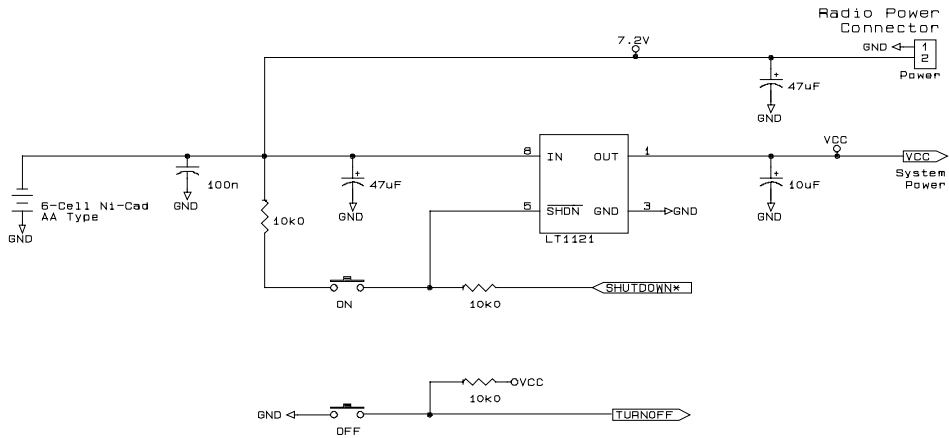 Radio Power
Connector
GND
1
2
Power
7.2V
47uF
GND
VCC
8 IN OUT 1
VCC
System
Power
100n
GND
47uF
GND
10uF
GND
6-Cell Ni-Cad
AA Type
GND
10k0
5 SHDN GND 3 GND
LT1121
ON
10k0
SHUTDOWN*
VCC
10k0
GND
OFF
TURNOFF